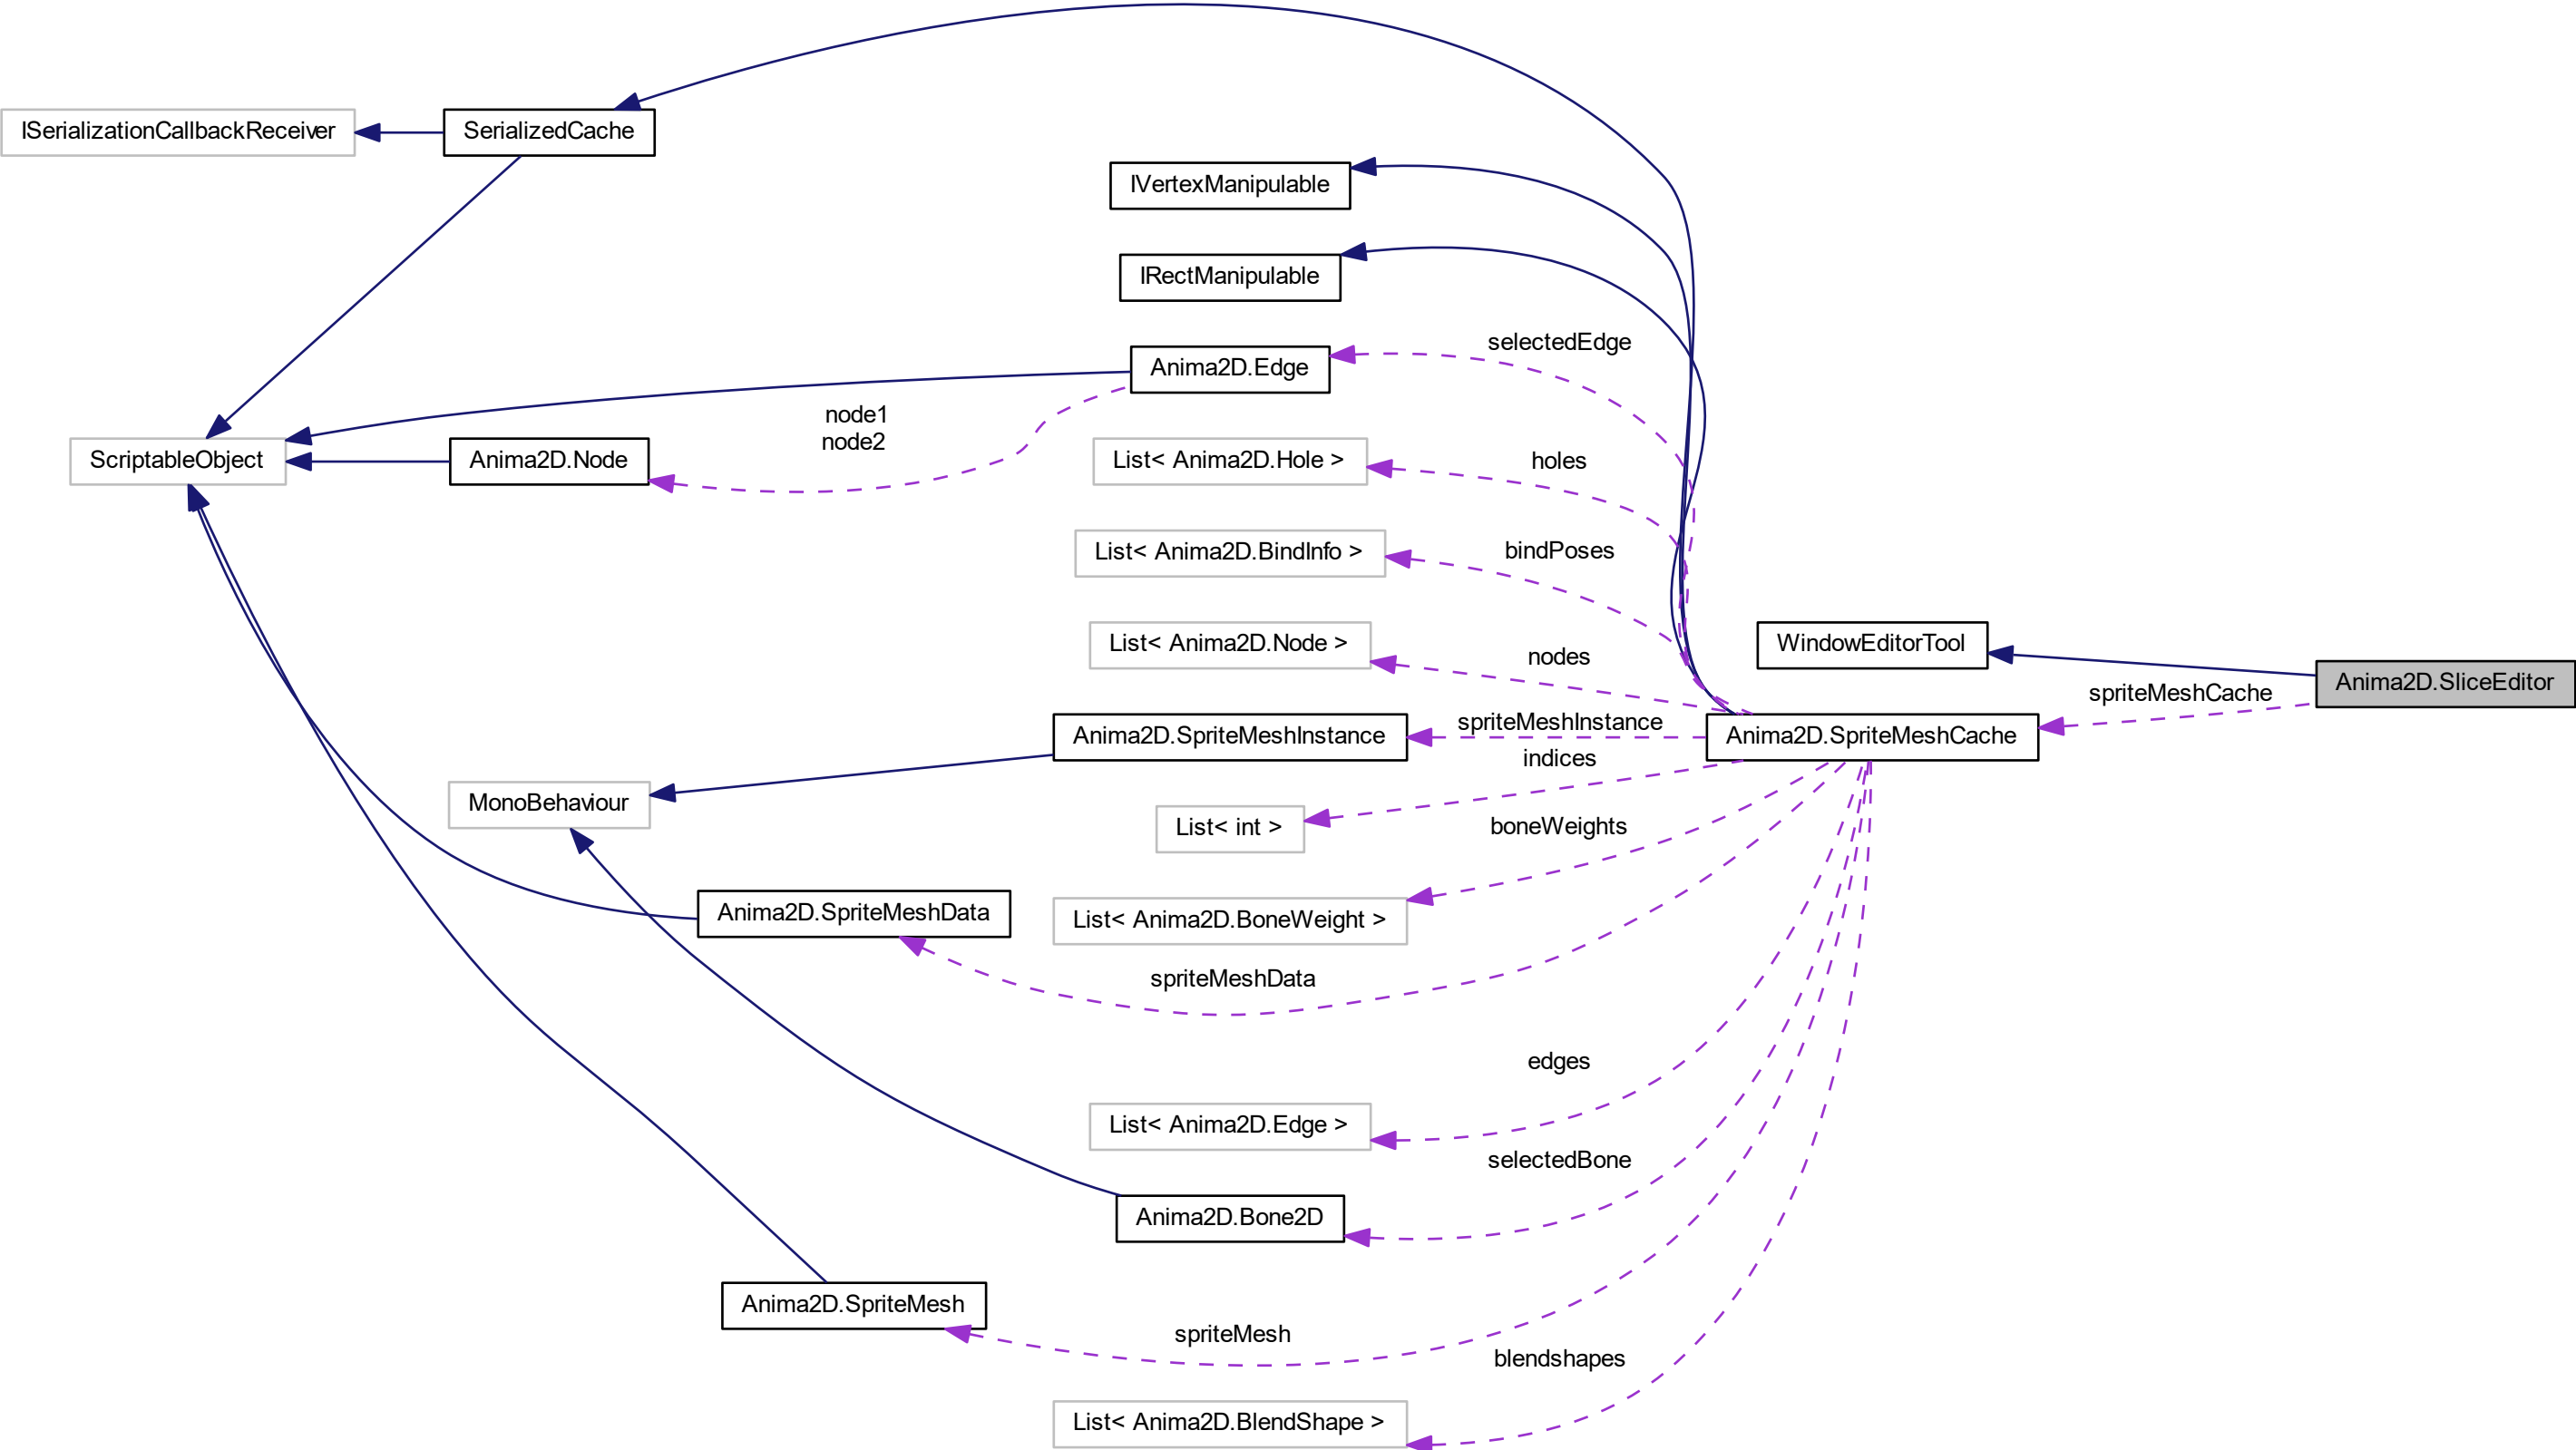 ISerializationCallbackReceiver
SerializedCache
IVertexManipulable
IRectManipulable
selectedEdge
Anima2D.Edge
node1
node2
ScriptableObject
Anima2D.Node
List< Anima2D.Hole >
holes
List< Anima2D.BindInfo >
bindPoses
List< Anima2D.Node >
nodes
WindowEditorTool
Anima2D.SliceEditor
spriteMeshCache
Anima2D.SpriteMeshInstance
spriteMeshInstance
Anima2D.SpriteMeshCache
indices
MonoBehaviour
List< int >
boneWeights
Anima2D.SpriteMeshData
List< Anima2D.BoneWeight >
spriteMeshData
edges
List< Anima2D.Edge >
selectedBone
Anima2D.Bone2D
Anima2D.SpriteMesh
spriteMesh
blendshapes
List< Anima2D.BlendShape >